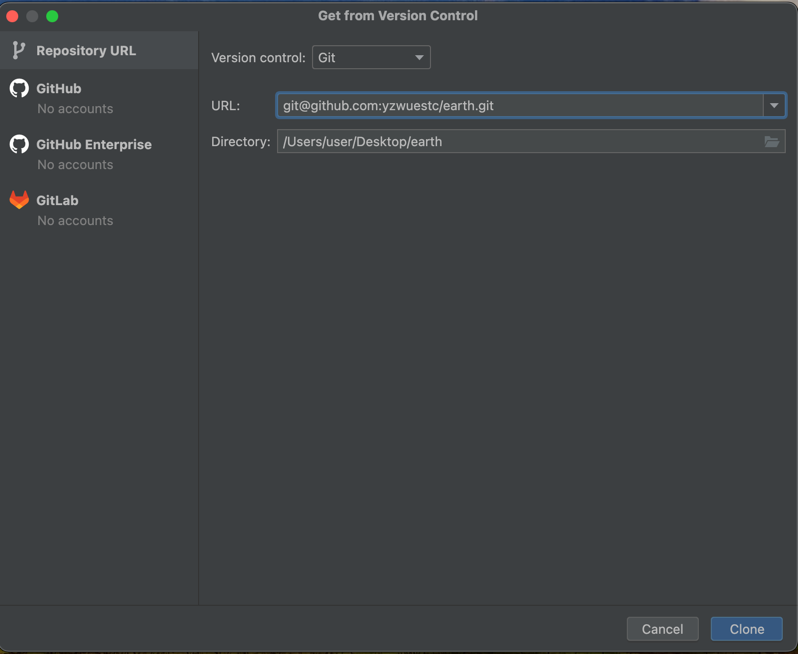 Get from Version Control
Repository URL
GitHub
No accounts
GitHub Enterprise
No accounts
GitLab
No accounts
Version control: Git
URL: git@github.com:yzwuestc/earth.git
Directory: /Users/user/Desktop/earth
Cancel Clone